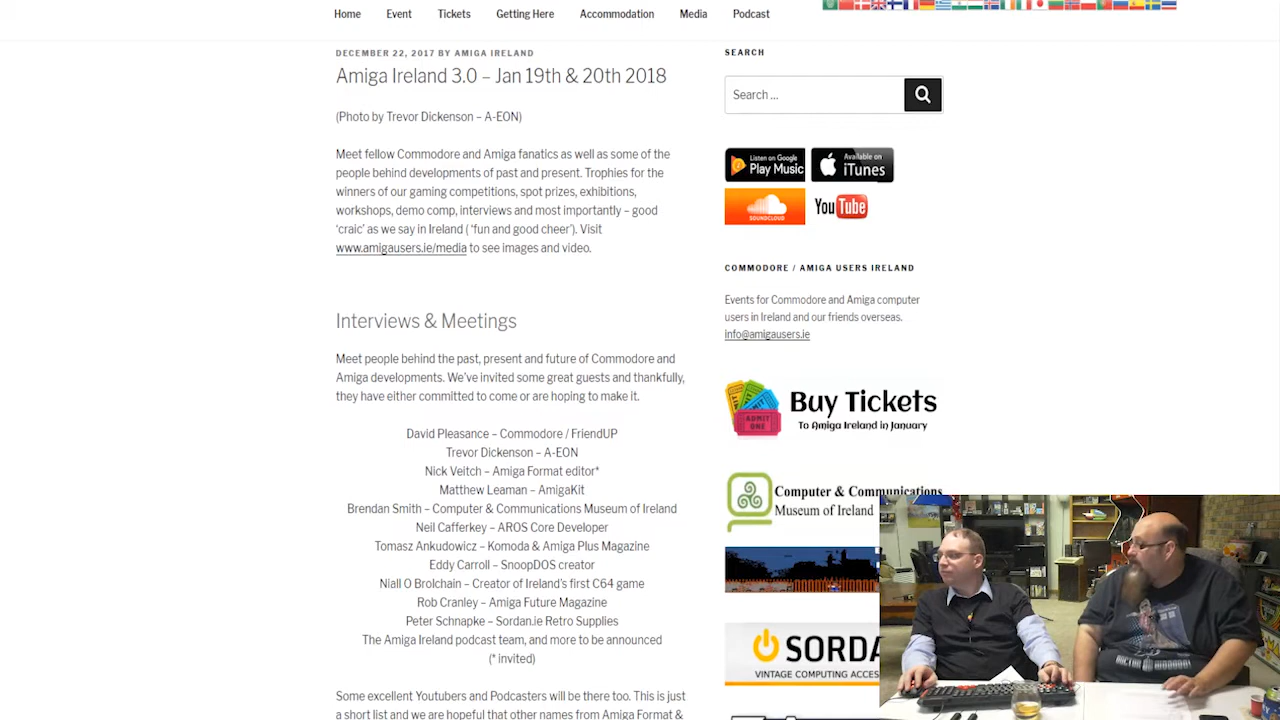 Home Event Tickets Getting Here Accommodation Media Podcast
DECEMBER 22, 2017 BY AMIGA IRELAND
Amiga Ireland 3.0 – Jan 19th & 20th 2018
(Photo by Trevor Dickenson – A-EON)
Meet fellow Commodore and Amiga fanatics as well as some of the
people behind developments of past and present. Trophies for the
winners of our gaming competitions, spot prizes, exhibitions,
workshops, demo comp, interviews and most importantly – good
‘craic’ as we say in Ireland ( ‘fun and good cheer’). Visit
www.amigausers.ie/media to see images and video.
Interviews & Meetings
Meet people behind the past, present and future of Commodore and
Amiga developments. We’ve invited some great guests and thankfully,
they have either committed to come or are hoping to make it.
David Pleasance – Commodore / FriendUP
Trevor Dickenson – A-EON
Nick Veitch – Amiga Format editor*
Matthew Leaman – AmigaKit
Brendan Smith – Computer & Communications Museum of Ireland
Neil Cafferkey – AROS Core Developer
Tomasz Ankudowicz – Komoda & Amiga Plus Magazine
Eddy Carroll – SnoopDOS creator
Niall O Brolchain – Creator of Ireland’s first C64 game
Rob Cranley – Amiga Future Magazine
Peter Schnapke – Sordan.ie Retro Supplies
The Amiga Ireland podcast team, and more to be announced
(* invited)
Some excellent Youtubers and Podcasters will be there too. This is just
a short list and we are hopeful that other names from Amiga Format &
SEARCH
Search ...
Listen on Google
Play Music
Available on
iTunes
SOUNDCLOUD
YouTube
COMMODORE / AMIGA USERS IRELAND
Events for Commodore and Amiga computer
users in Ireland and our friends overseas.
info@amigausers.ie
ADMIT
ONE
Buy Tickets
To Amiga Ireland in January
Computer & Communications
Museum of Ireland
SORDA
VINTAGE COMPUTING ACCES